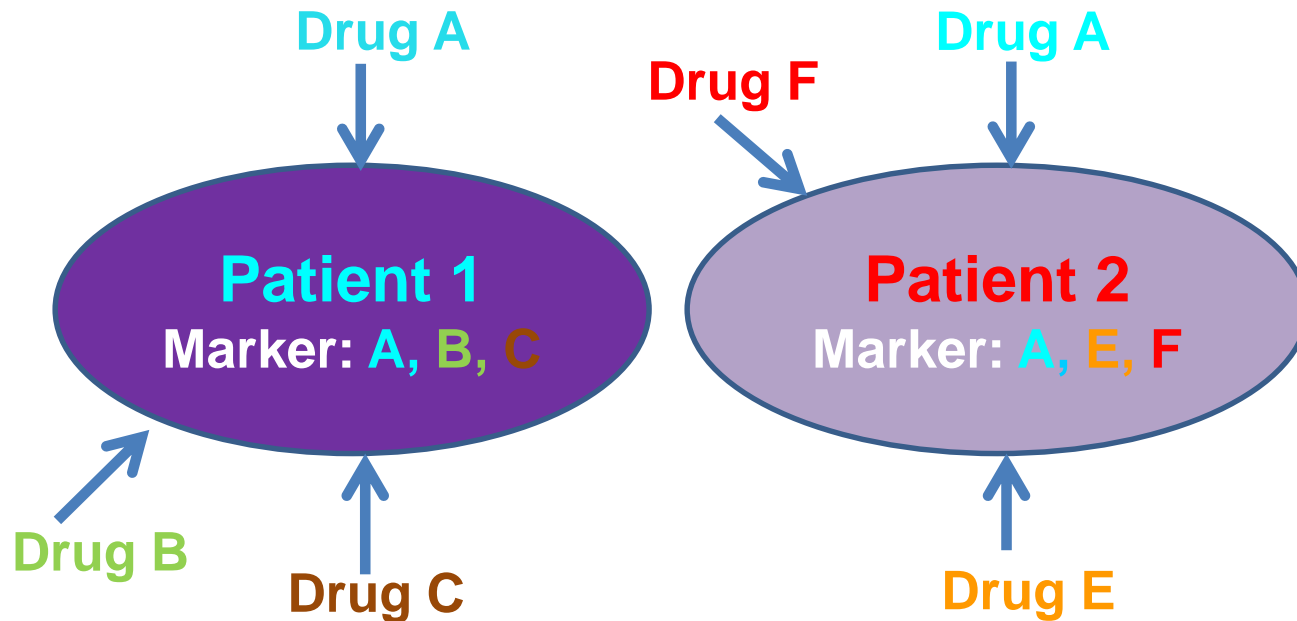 Drug A
Drug A
Drug F
Patient 1
Marker: A, B, C
Patient 2
Marker: A, E, F
Drug B
Drug C
Drug E